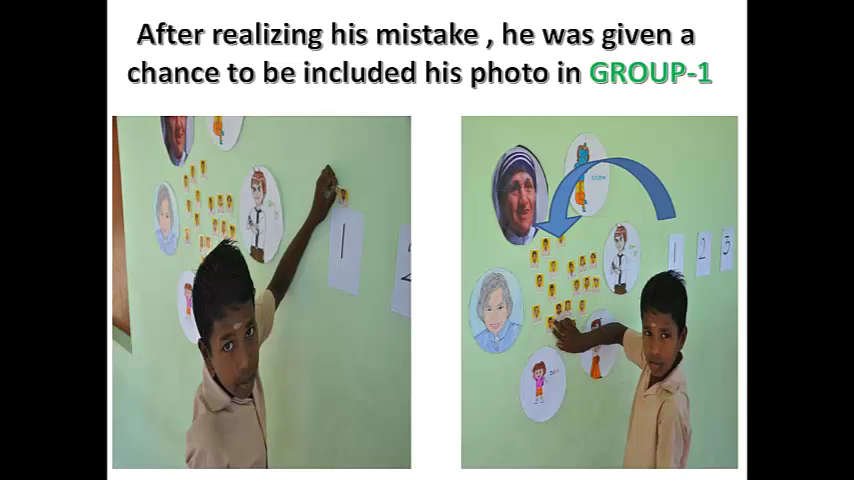 After realizing his mistake , he was given a
chance to be included his photo in GROUP-1
1
2
1
2
3